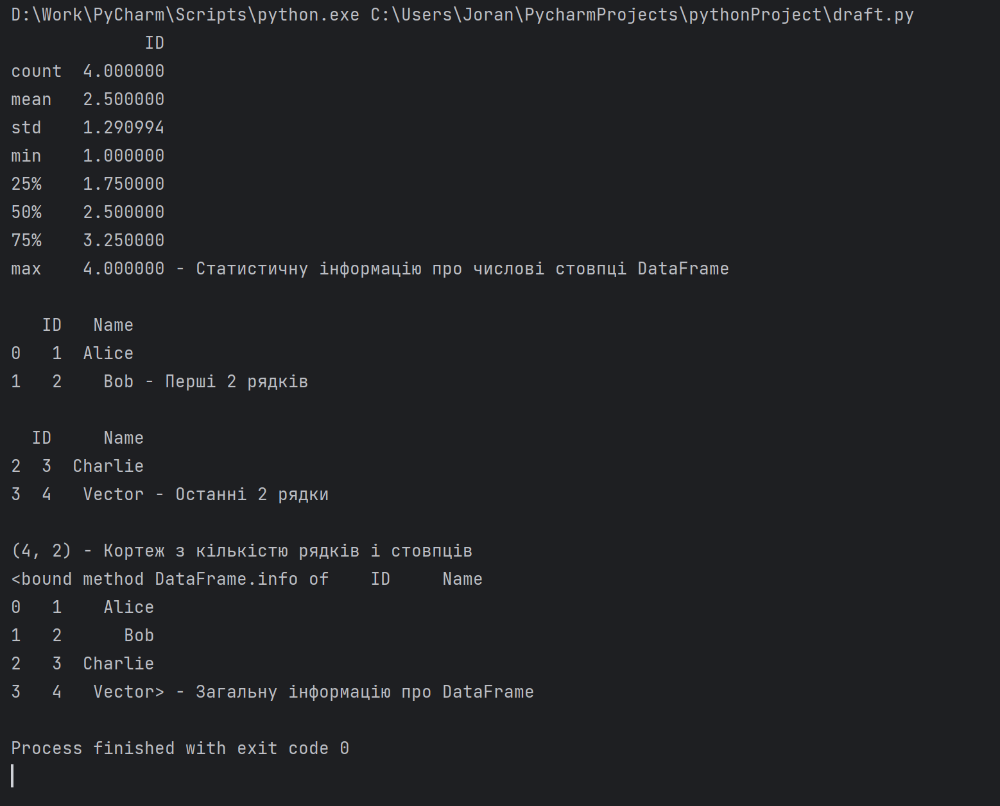 D:\Work\PyCharm\Scripts\python.exe C:\Users\Joran\PycharmProjects\pythonProject\draft.py
             ID
count  4.000000
mean   2.500000
std    1.290994
min    1.000000
25%    1.750000
50%    2.500000
75%    3.250000
max    4.000000 - Статистичну інформацію про числові стовпці DataFrame

   ID   Name
0   1  Alice
1   2    Bob - Перші 2 рядків

  ID     Name
2  3  Charlie
3  4   Vector - Останні 2 рядки

(4, 2) - Кортеж з кількістю рядків і стовпців
<bound method DataFrame.info of    ID     Name
0   1    Alice
1   2      Bob
2   3  Charlie
3   4   Vector> - Загальну інформацію про DataFrame

Process finished with exit code 0